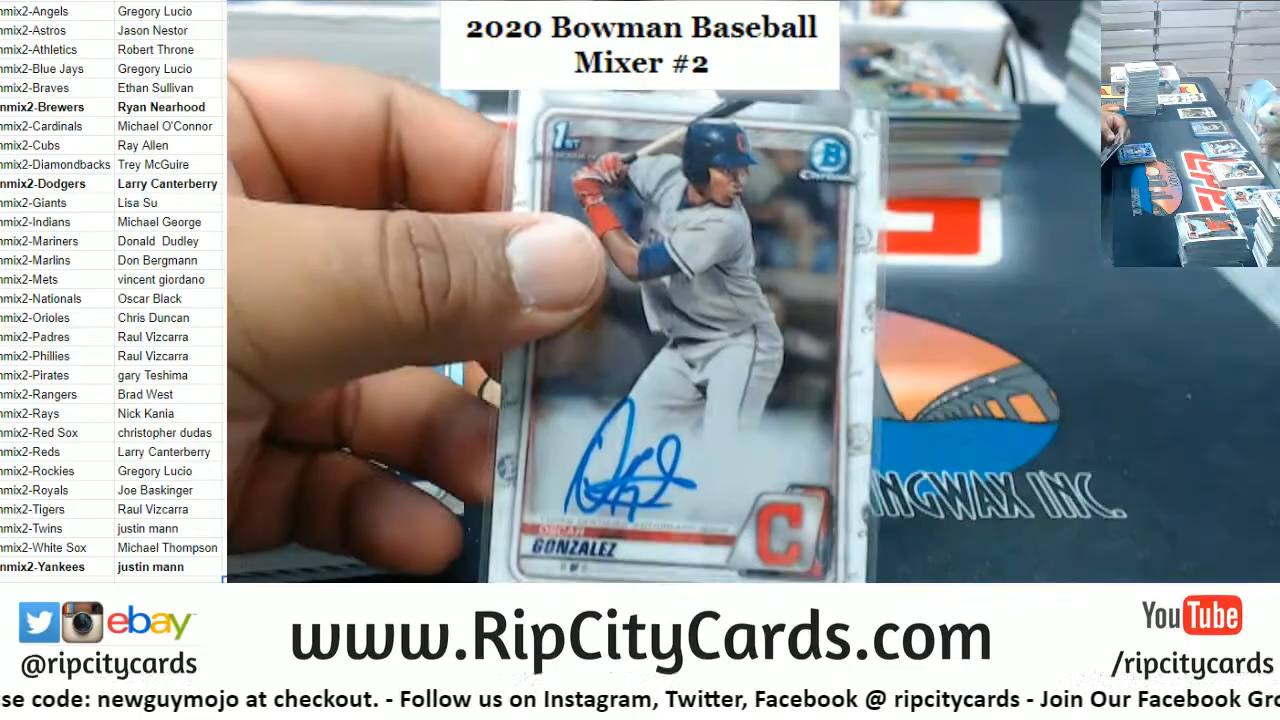 nmix2-Angels Gregory Lucio
nmix2-Astros Jason Nestor
nmix2-Athletics Robert Throne
nmix2-Blue Jays Gregory Lucio
nmix2-Braves Ethan Sullivan
nmix2-Brewers Ryan Nearhood
nmix2-Cardinals Michael O'Connor
nmix2-Cubs Ray Allen
nmix2-Diamondbacks Trey McGuire
nmix2-Dodgers Larry Canterberry
nmix2-Giants Lisa Su
nmix2-Indians Michael George
nmix2-Mariners Donald Dudley
nmix2-Marlins Don Bergmann
nmix2-Mets vincent giordano
nmix2-Nationals Oscar Black
nmix2-Orioles Chris Duncan
nmix2-Padres Raul Vizcarra
nmix2-Phillies Raul Vizcarra
nmix2-Pirates gary Teshima
nmix2-Rangers Brad West
nmix2-Rays Nick Kania
nmix2-Red Sox christopher dudas
nmix2-Reds Larry Canterberry
nmix2-Rockies Gregory Lucio
nmix2-Royals Joe Baskinger
nmix2-Tigers Raul Vizcarra
nmix2-Twins justin mann
nmix2-White Sox Michael Thompson
nmix2-Yankees justin mann
2020 Bowman Baseball
Mixer #2
1ST
B
C
C
OSCAR
GONZALEZ
INGWAX INC.
ebay
@ripcitycards
www.RipCityCards.com
YouTube
/ripcitycards
se code: newguymojo at checkout. - Follow us on Instagram, Twitter, Facebook @ ripcitycards - Join Our Facebook Gro